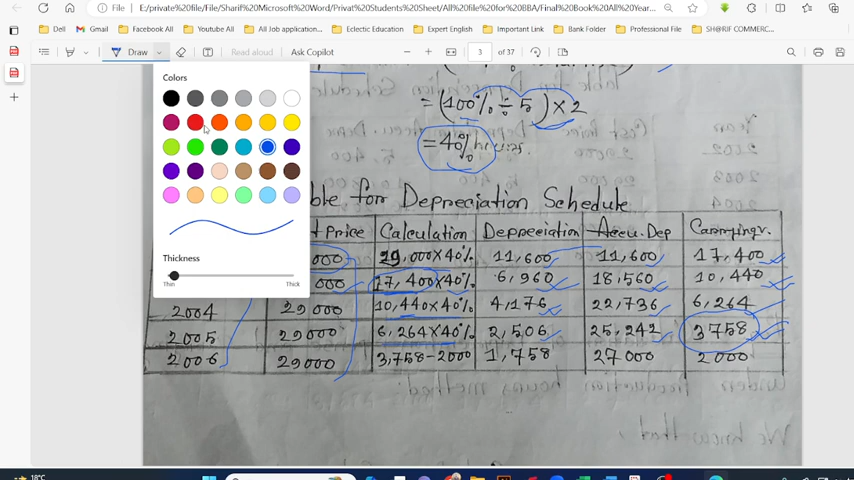 File
E:/private%20file/File/Sharif%20Microsoft%20Word/Privat%20Students%20Sheet/All%20file%20for%20BBA/Final%20Book%20All%20Year...
Dell
Gmail
Facebook All
All Job application...
Eclectic Education
Expert English
Important Link
Bank Folder
Professional File
SH@RIF COMMERC...
Draw
Read aloud
Ask Copilot
3
of 37
Colors
Thickness
Thin
Thick
=(100%÷5)×2
=40%
ble for Depreciation Schedule
t Price Calculation Depreciation Accu.Dep Carryingv.
000 29,000×40% 11,600 11,600 17,400
000 17,400×40% 6,960 18,560 10,440
2004 29000 10,440×40% 4,176 22,736 6,264
2005 29000 6,264×40% 2,506 25,242 3758
2006 29000 3,758-2000 1,758 27000 2000
18°C